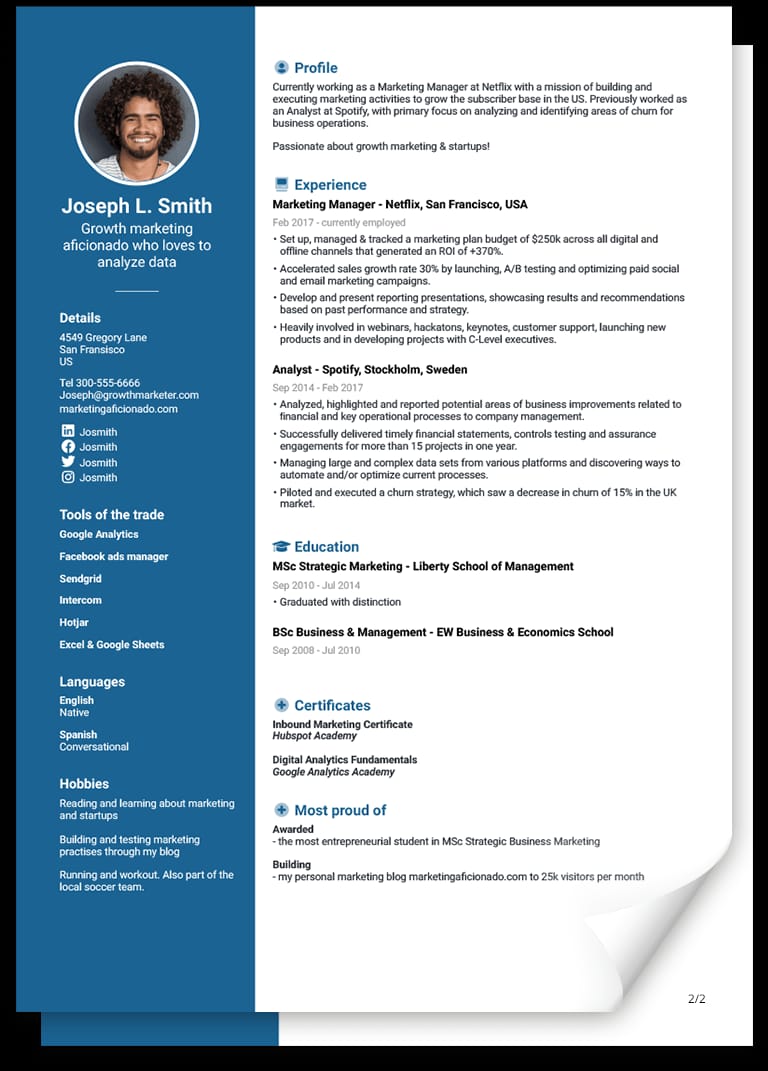 Joseph L. Smith
Growth marketing
aficionado who loves to
analyze data
Details
4549 Gregory Lane
San Fransisco
US
Tel 300-555-6666
Joseph@growthmarketer.com
marketingaficionado.com
Josmith
Josmith
Josmith
Josmith
Tools of the trade
Google Analytics
Facebook ads manager
Sendgrid
Intercom
Hotjar
Excel & Google Sheets
Languages
English
Native
Spanish
Conversational
Hobbies
Reading and learning about marketing
and startups
Building and testing marketing
practises through my blog
Running and workout. Also part of the
local soccer team.
Profile
Currently working as a Marketing Manager at Netflix with a mission of building and
executing marketing activities to grow the subscriber base in the US. Previously worked as
an Analyst at Spotify, with primary focus on analyzing and identifying areas of churn for
business operations.
Passionate about growth marketing & startups!
Experience
Marketing Manager - Netflix, San Francisco, USA
Feb 2017 - currently employed
• Set up, managed & tracked a marketing plan budget of $250k across all digital and
offline channels that generated an ROI of +370%.
• Accelerated sales growth rate 30% by launching, A/B testing and optimizing paid social
and email marketing campaigns.
• Develop and present reporting presentations, showcasing results and recommendations
based on past performance and strategy.
• Heavily involved in webinars, hackatons, keynotes, customer support, launching new
products and in developing projects with C-Level executives.
Analyst - Spotify, Stockholm, Sweden
Sep 2014 - Feb 2017
• Analyzed, highlighted and reported potential areas of business improvements related to
financial and key operational processes to company management.
• Successfully delivered timely financial statements, controls testing and assurance
engagements for more than 15 projects in one year.
• Managing large and complex data sets from various platforms and discovering ways to
automate and/or optimize current processes.
• Piloted and executed a churn strategy, which saw a decrease in churn of 15% in the UK
market.
Education
MSc Strategic Marketing - Liberty School of Management
Sep 2010 - Jul 2014
• Graduated with distinction
BSc Business & Management - EW Business & Economics School
Sep 2008 - Jul 2010
Certificates
Inbound Marketing Certificate
Hubspot Academy
Digital Analytics Fundamentals
Google Analytics Academy
Most proud of
Awarded
- the most entrepreneurial student in MSc Strategic Business Marketing
Building
- my personal marketing blog marketingaficionado.com to 25k visitors per month
2/2